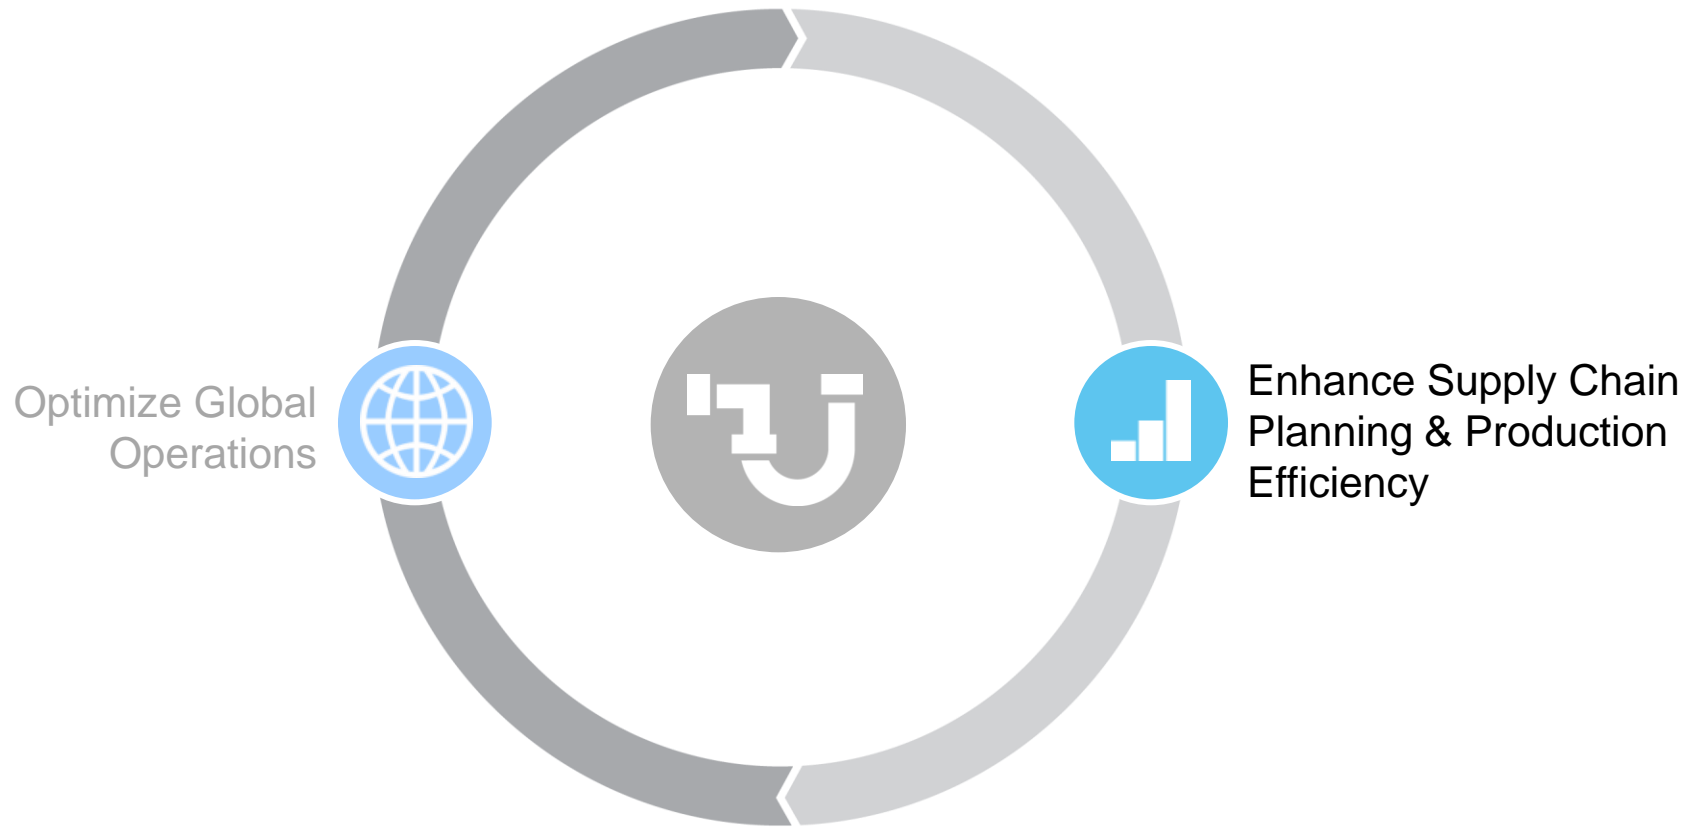 Optimize Global
Operations
Enhance Supply Chain
Planning & Production
Efficiency